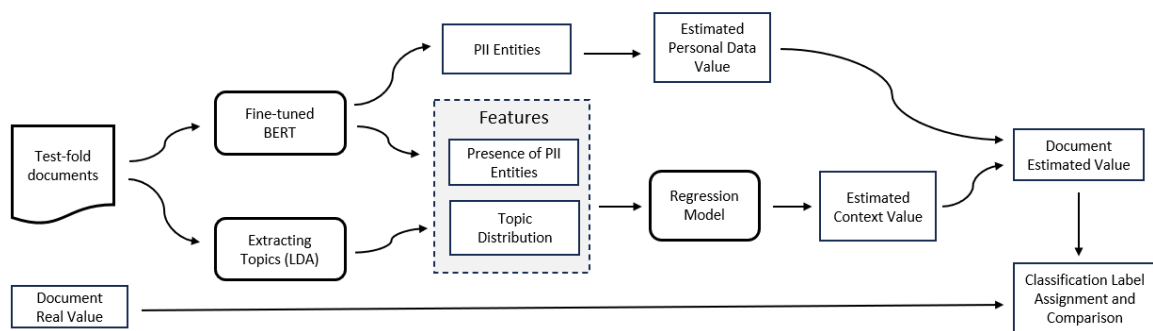 Test-fold
documents
Fine-tuned
BERT
Extracting
Topics (LDA)
PII Entities
Estimated
Personal Data
Value
Features
Presence of PII
Entities
Topic
Distribution
Regression
Model
Estimated
Context Value
Document
Estimated Value
Document
Real Value
Classification Label
Assignment and
Comparison